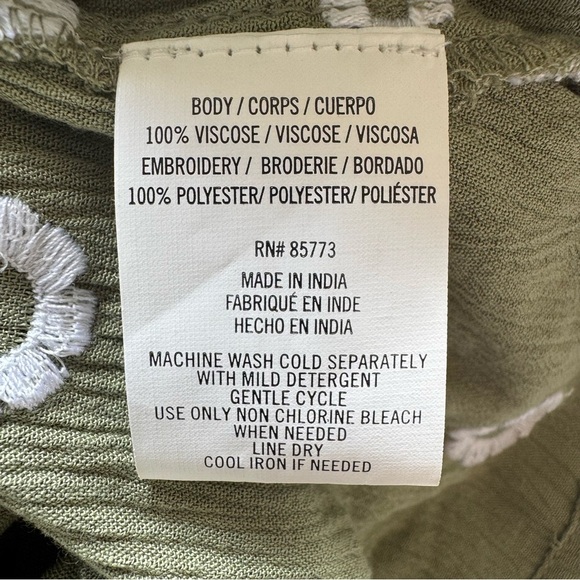 BODY / CORPS / CUERPO
100% VISCOSE / VISCOSE / VISCOSA
EMBROIDERY / BRODERIE / BORDADO
100% POLYESTER/ POLYESTER/ POLIÉSTER
RN# 85773
MADE IN INDIA
FABRIQUÉ EN INDE
HECHO EN INDIA
MACHINE WASH COLD SEPARATELY
WITH MILD DETERGENT
GENTLE CYCLE
USE ONLY NON CHLORINE BLEACH
WHEN NEEDED
LINE DRY
COOL IRON IF NEEDED